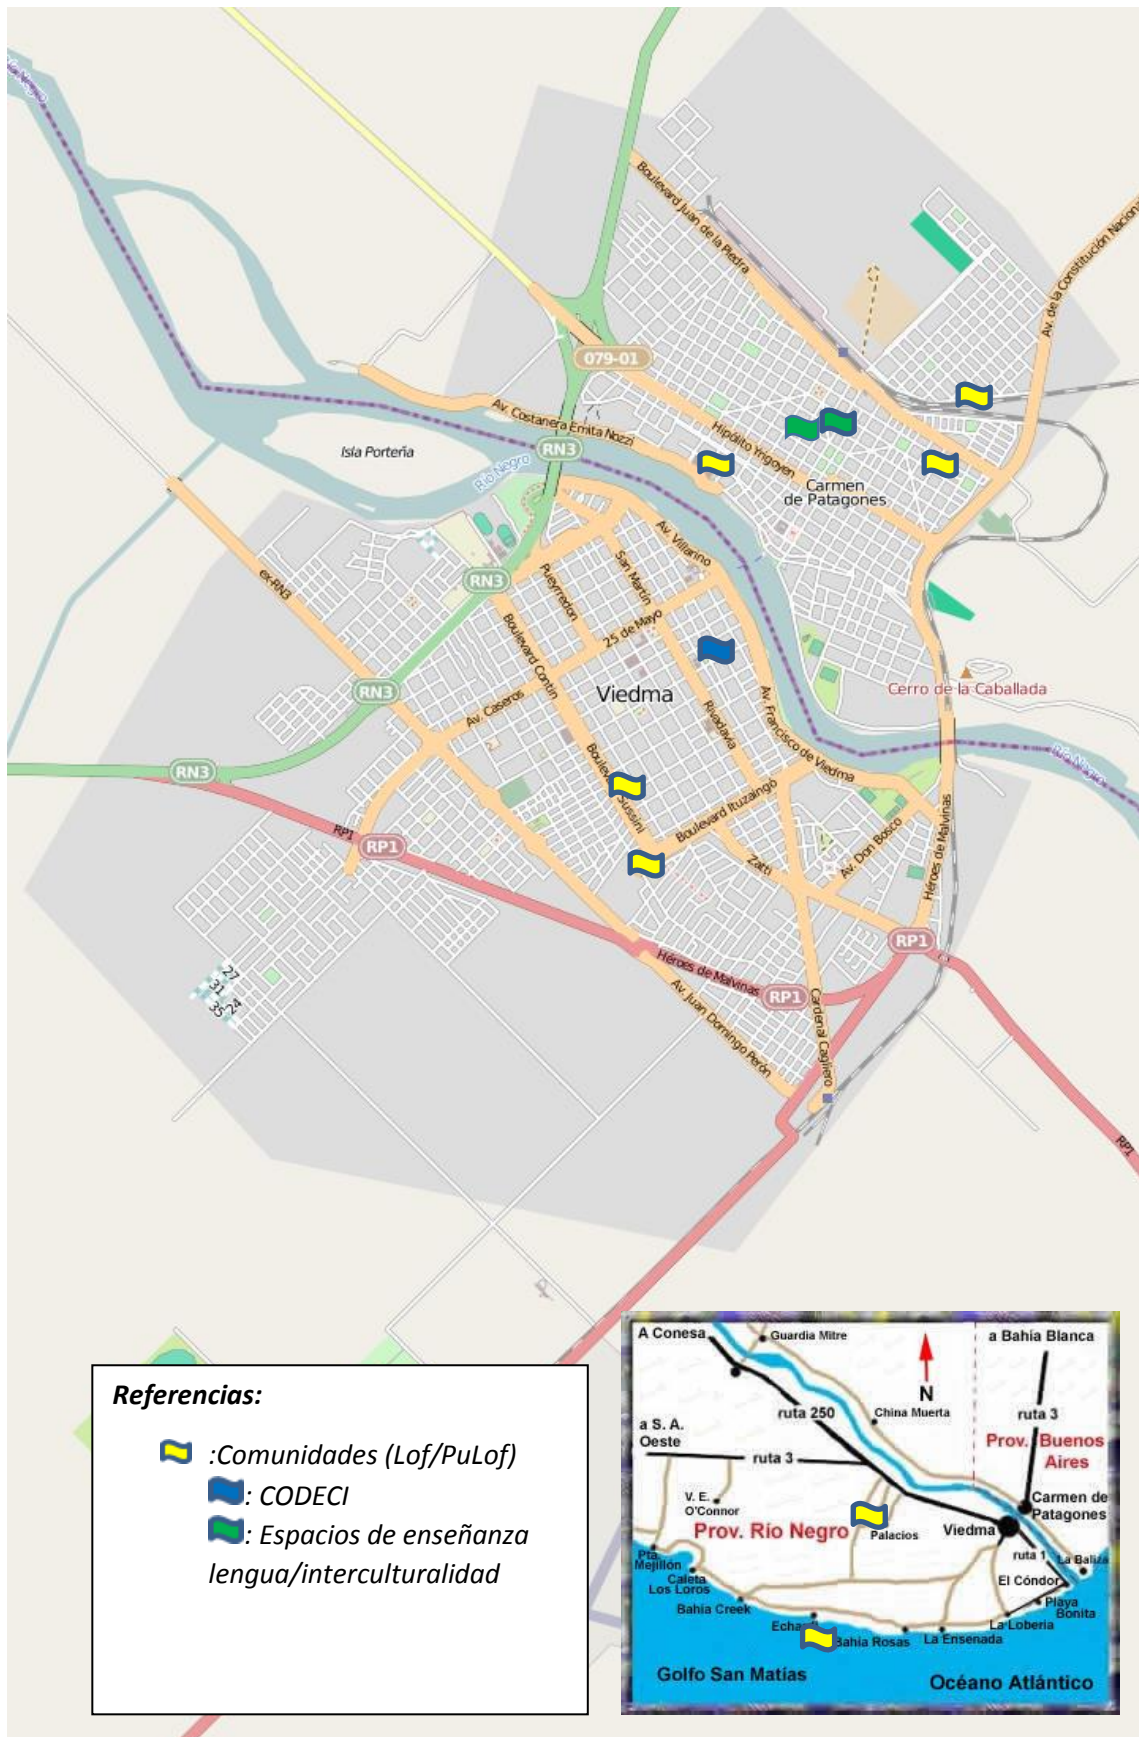 Río Negro
Boulevard Juan de la Piedra
Av. de la Constitución Nacional
079-01
Av. Costanera Emita Nozzi
Hipólito Yrigoyen
Isla Porteña
RN3
Río Negro
Carmen
de Patagones
ex-RN3
Av. Villarino
San Martín
Pueyrredon
RN3
25 de Mayo
Boulevard Contín
Viedma
Cerro de la Caballada
RN3
Av. Caseros
Rivadavia
Av. Francisco de Viedma
Río Negro
RN3
Boulevard Sussini
Boulevard Ituzaingó
RP1
RP1
Zatti
Av. Don Bosco
Héroes de Malvinas
RP1
Héroes de Malvinas
RP1
27
31
35
24
Av. Juan Domingo Perón
Cardenal Cagliero
RP1
Referencias:
:Comunidades (Lof/PuLof)
: CODECI
: Espacios de enseñanza
lengua/interculturalidad
A Conesa
Guardia Mitre
a Bahía Blanca
N
ruta 250
China Muerta
ruta 3
a S. A.
Oeste
ruta 3
Prov. Buenos
Aires
V. E.
O'Connor
Carmen de
Patagones
Prov. Río Negro
Palacios
Viedma
Pta.
Mejillón
ruta 1
La Baliza
Caleta
Los Loros
El Cóndor
Bahía Creek
Playa
Bonita
La Lobería
Bahía Rosas
La Ensenada
Golfo San Matías
Océano Atlántico